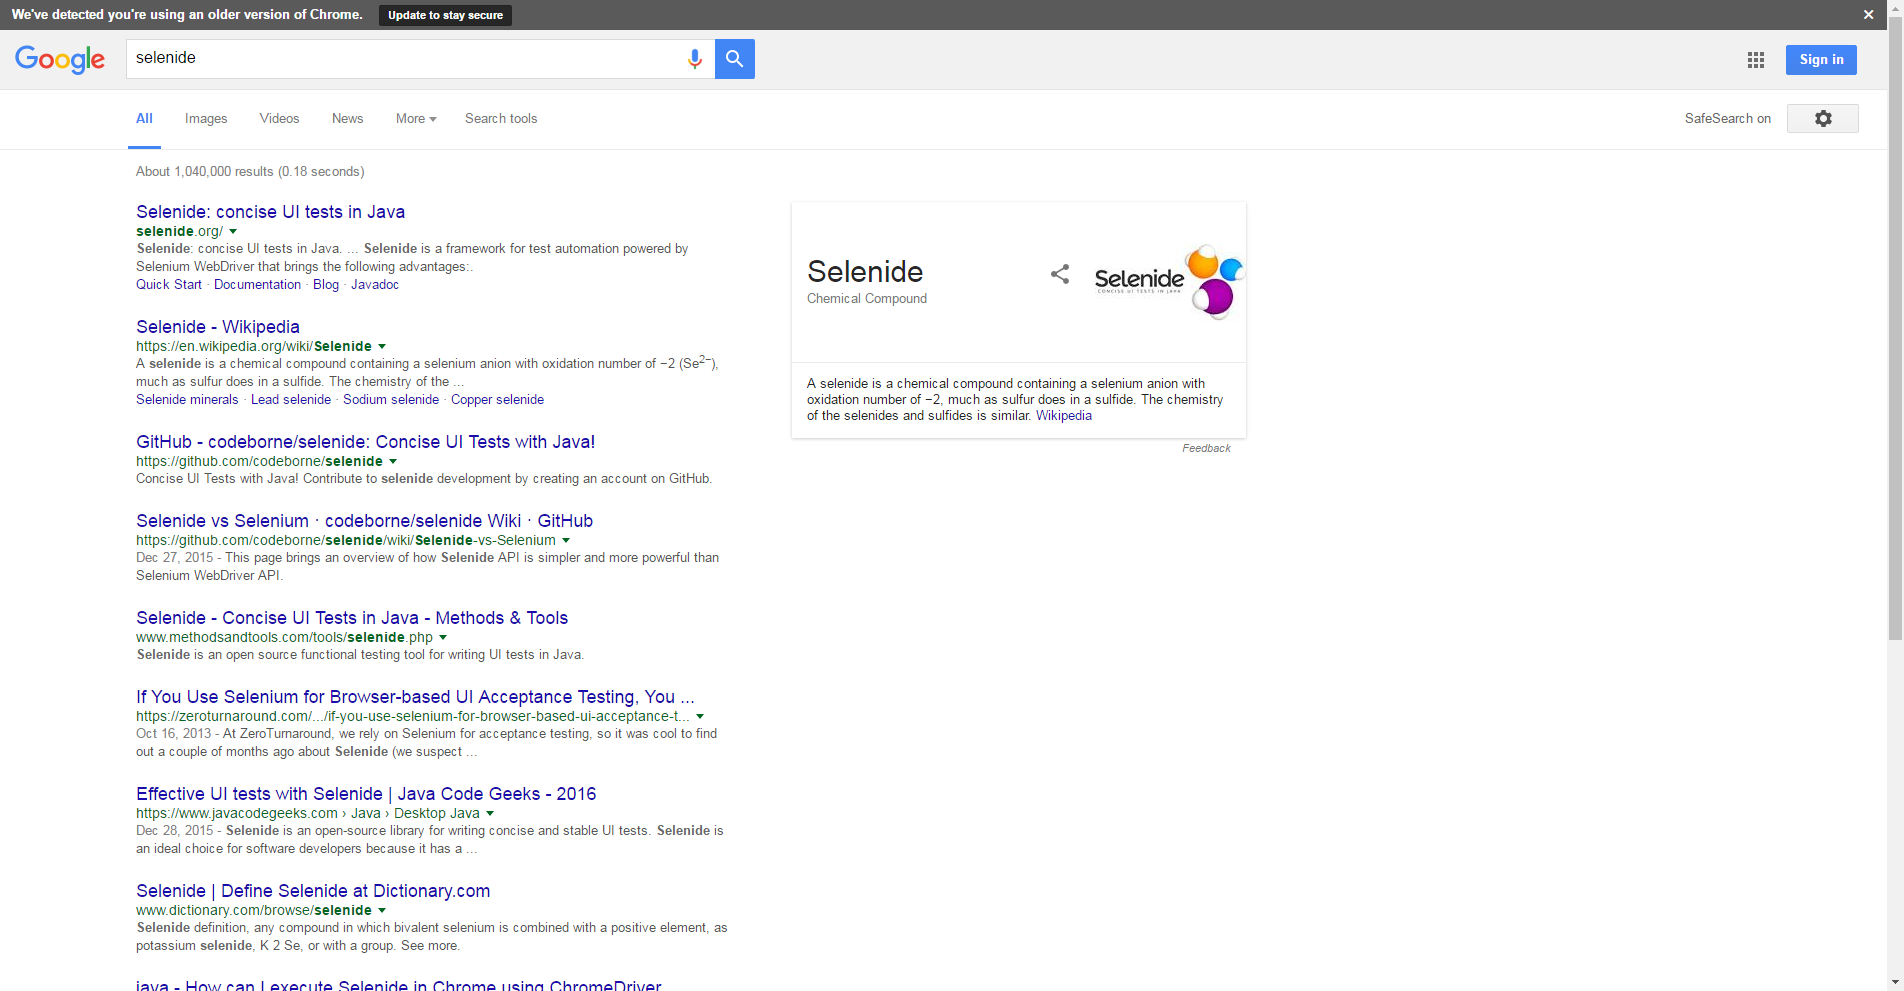 We've detected you're using an older version of Chrome. Update to stay secure
Google selenide Sign in
All Images Videos News More Search tools SafeSearch on
About 1,040,000 results (0.18 seconds)
Selenide: concise UI tests in Java
selenide.org/
Selenide: concise UI tests in Java. ... Selenide is a framework for test automation powered by
Selenium WebDriver that brings the following advantages:.
Quick Start · Documentation · Blog · Javadoc
Selenide - Wikipedia
https://en.wikipedia.org/wiki/Selenide
A selenide is a chemical compound containing a selenium anion with oxidation number of −2 (Se2−),
much as sulfur does in a sulfide. The chemistry of the ...
Selenide minerals · Lead selenide · Sodium selenide · Copper selenide
GitHub - codeborne/selenide: Concise UI Tests with Java!
https://github.com/codeborne/selenide
Concise UI Tests with Java! Contribute to selenide development by creating an account on GitHub.
Selenide vs Selenium · codeborne/selenide Wiki · GitHub
https://github.com/codeborne/selenide/wiki/Selenide-vs-Selenium
Dec 27, 2015 - This page brings an overview of how Selenide API is simpler and more powerful than
Selenium WebDriver API.
Selenide - Concise UI Tests in Java - Methods & Tools
www.methodsandtools.com/tools/selenide.php
Selenide is an open source functional testing tool for writing UI tests in Java.
If You Use Selenium for Browser-based UI Acceptance Testing, You ...
https://zeroturnaround.com/.../if-you-use-selenium-for-browser-based-ui-acceptance-t...
Oct 16, 2013 - At ZeroTurnaround, we rely on Selenium for acceptance testing, so it was cool to find
out a couple of months ago about Selenide (we suspect ...
Effective UI tests with Selenide | Java Code Geeks - 2016
https://www.javacodegeeks.com › Java › Desktop Java
Dec 28, 2015 - Selenide is an open-source library for writing concise and stable UI tests. Selenide is
an ideal choice for software developers because it has a ...
Selenide | Define Selenide at Dictionary.com
www.dictionary.com/browse/selenide
Selenide definition, any compound in which bivalent selenium is combined with a positive element, as
potassium selenide, K 2 Se, or with a group. See more.
java - How can I execute Selenide in Chrome using ChromeDriver
Selenide
Chemical Compound
Selenide
CONCISE UI TESTS IN JAVA
A selenide is a chemical compound containing a selenium anion with
oxidation number of −2, much as sulfur does in a sulfide. The chemistry
of the selenides and sulfides is similar. Wikipedia
Feedback